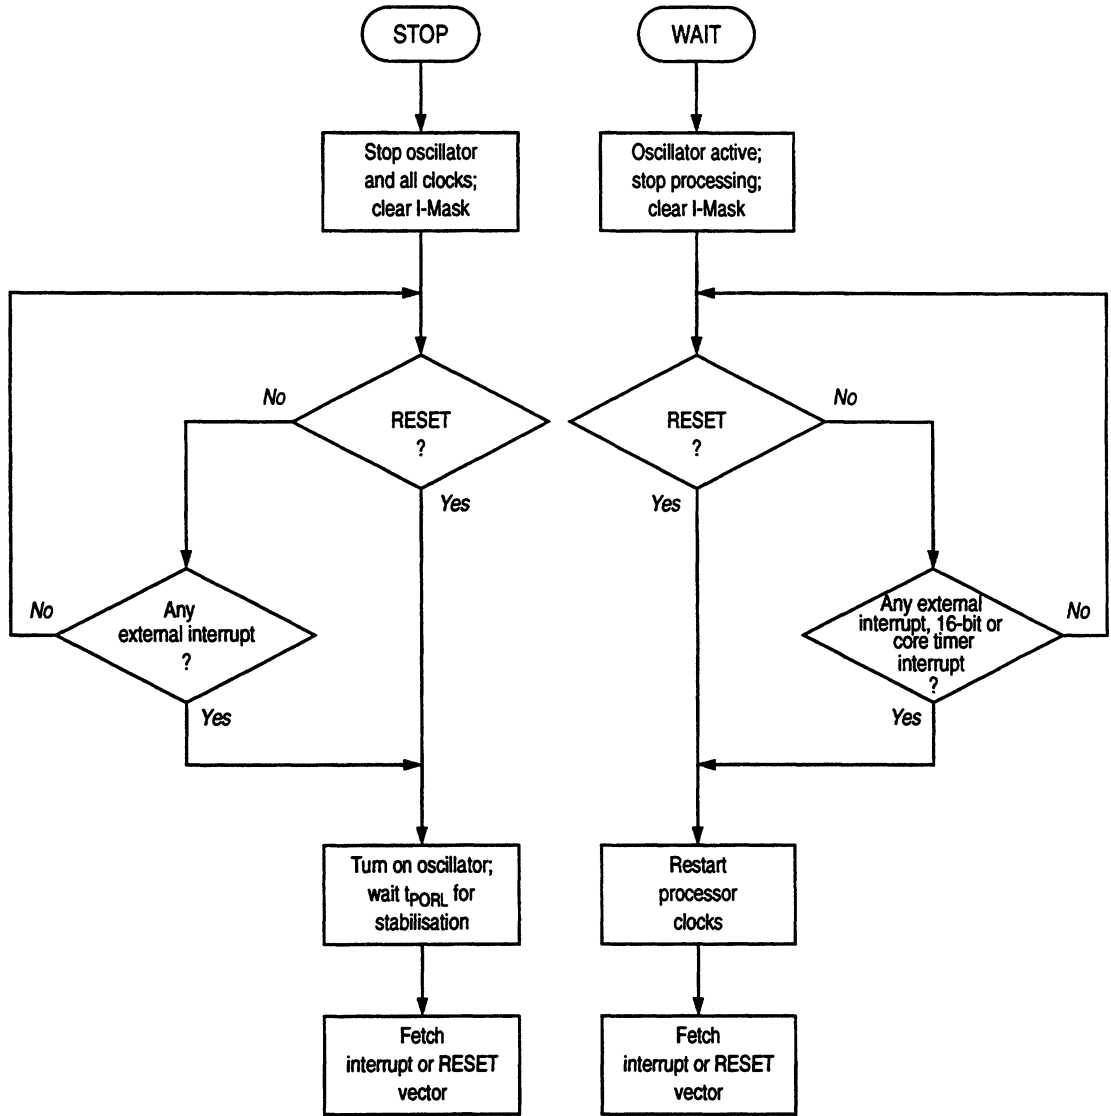 STOP
WAIT
Stop oscillator
and all clocks;
clear I-Mask
Oscillator active;
stop processing;
clear I-Mask
No
RESET
?
Yes
RESET
?
No
Yes
No
Any
external interrupt
?
Yes
Any external
interrupt, 16-bit or
core timer
interrupt
?
No
Yes
Turn on oscillator;
wait tPORL for
stabilisation
Restart
processor
clocks
Fetch
interrupt or RESET
vector
Fetch
interrupt or RESET
vector